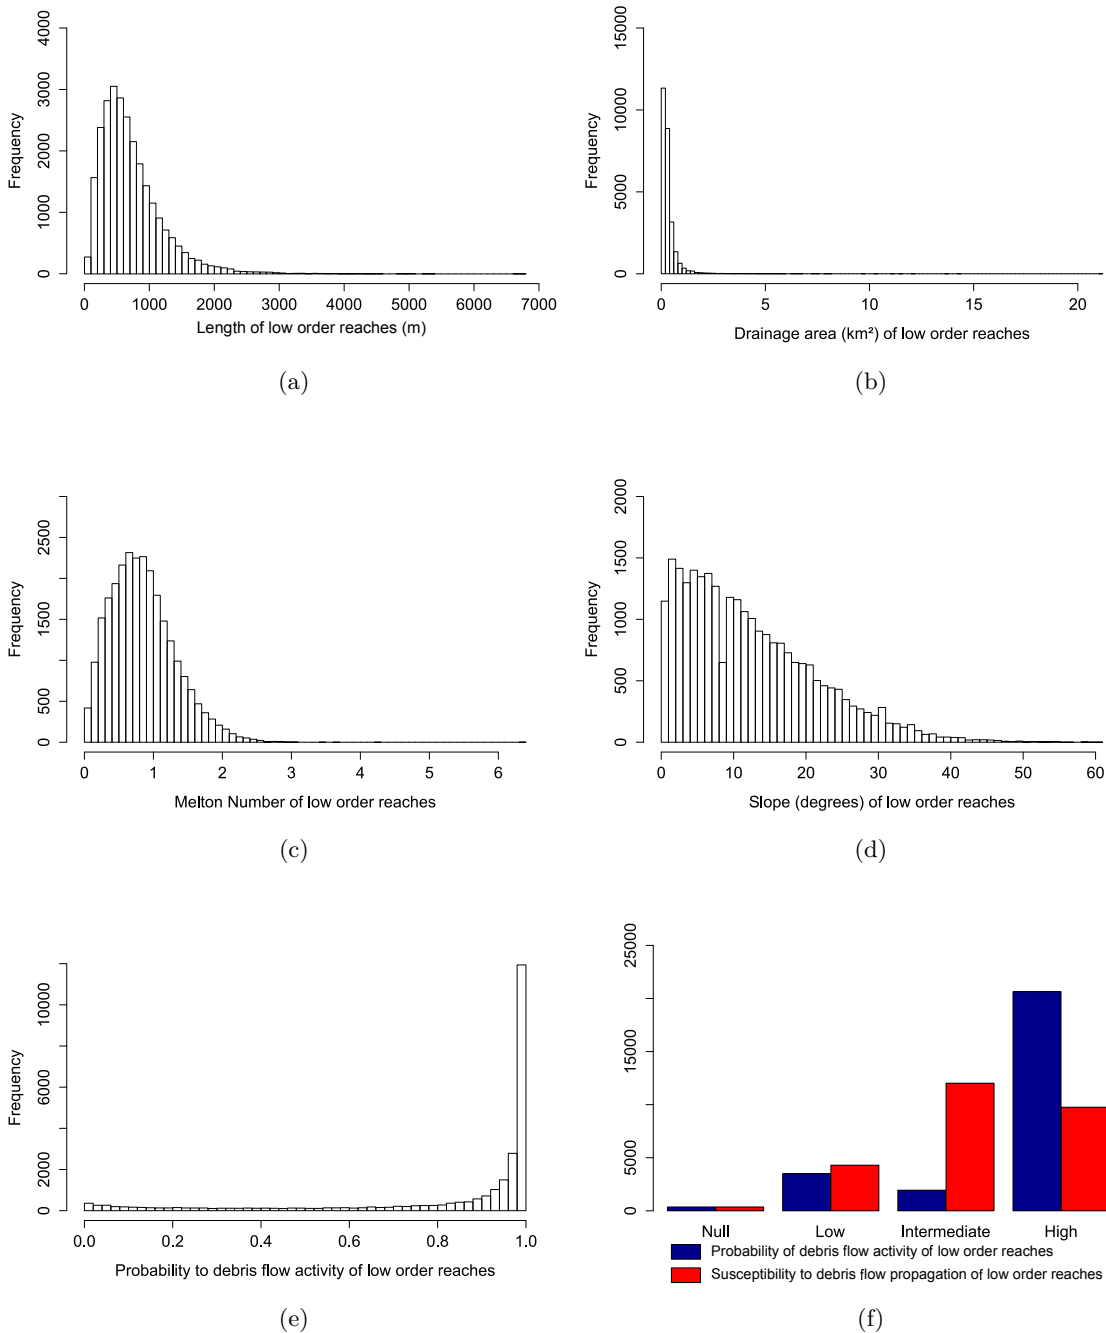 4000
3000
2000
1000
0
Frequency
0 1000 2000 3000 4000 5000 6000 7000
Length of low order reaches (m)
(a)
15000
10000
5000
0
Frequency
0 5 10 15 20
Drainage area (km²) of low order reaches
(b)
2500
1500
500
0
Frequency
0 1 2 3 4 5 6
Melton Number of low order reaches
(c)
2000
1500
1000
500
0
Frequency
0 10 20 30 40 50 60
Slope (degrees) of low order reaches
(d)
10000
6000
2000
0
Frequency
0.0 0.2 0.4 0.6 0.8 1.0
Probability to debris flow activity of low order reaches
(e)
25000
15000
5000
0
Null Low Intermediate High
Probability of debris flow activity of low order reaches
Susceptibility to debris flow propagation of low order reaches
(f)